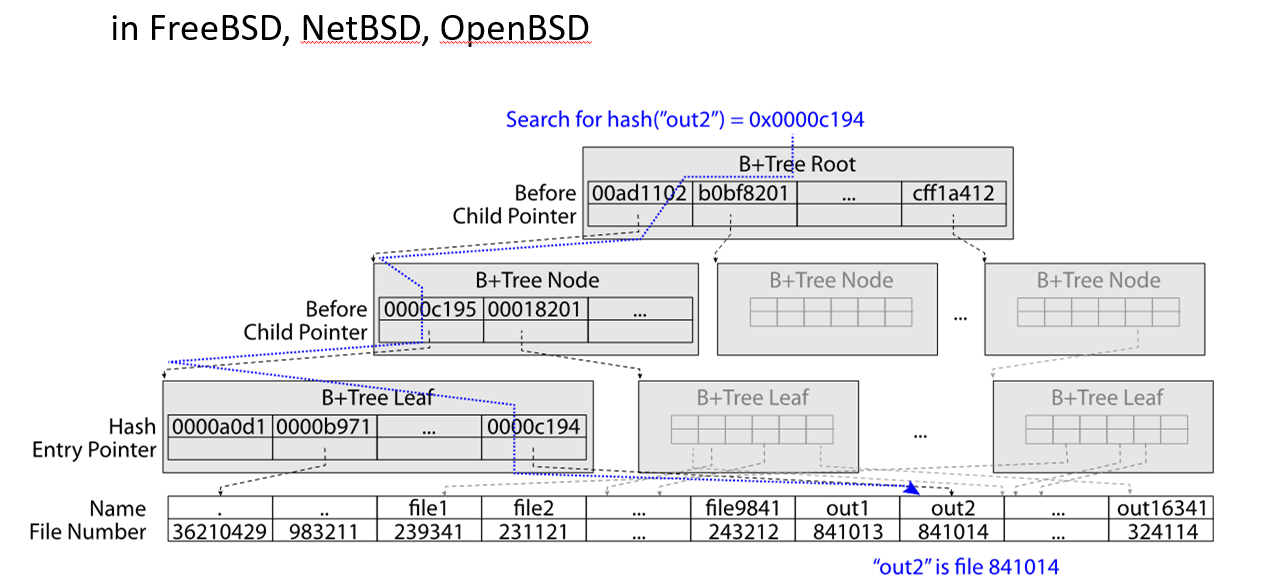 in FreeBSD, NetBSD, OpenBSD
Search for hash("out2") = 0x0000c194
B+Tree Root
Before 00ad1102 b0bf8201 ... cff1a412
Child Pointer
B+Tree Node B+Tree Node B+Tree Node
Before 0000c195 00018201 ... ...
Child Pointer
B+Tree Leaf B+Tree Leaf B+Tree Leaf
Hash 0000a0d1 0000b971 ... 0000c194 ...
Entry Pointer
Name . .. file1 file2 ... file9841 out1 out2 ... out16341
File Number 36210429 983211 239341 231121 ... 243212 841013 841014 ... 324114
"out2" is file 841014